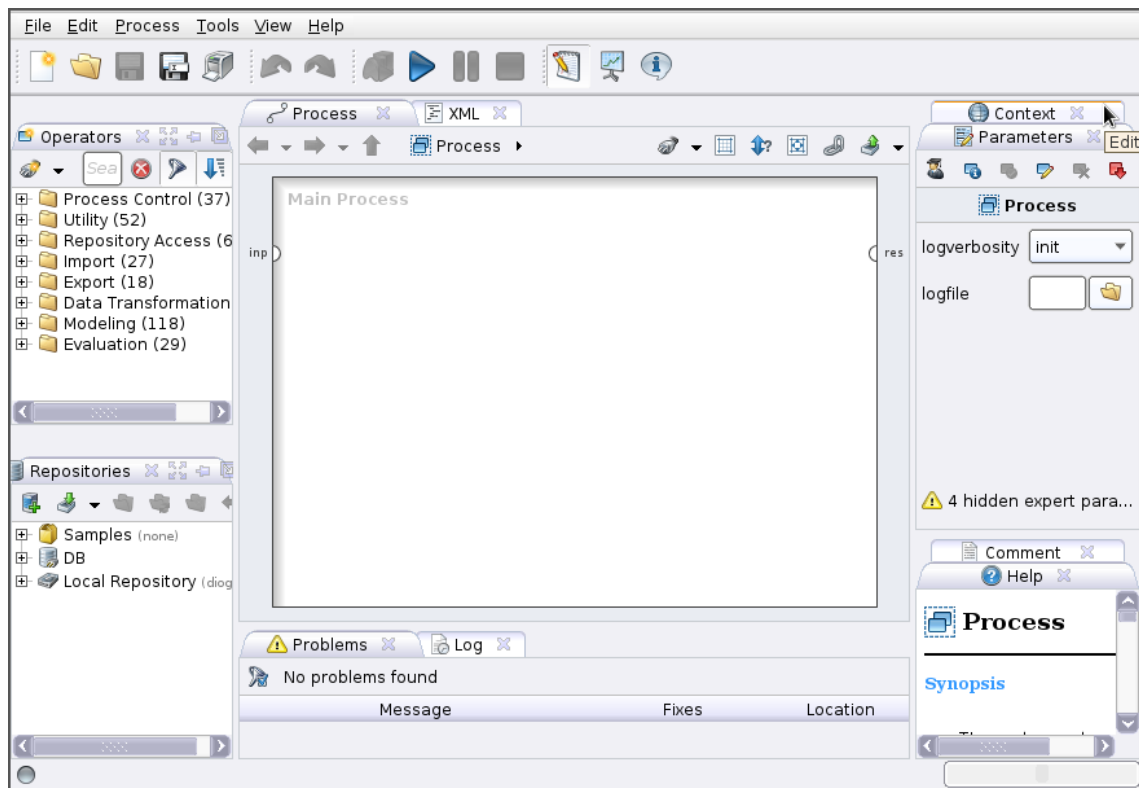 File Edit Process Tools View Help
Process XML Context
Operators Parameters
Edit
Process
Sea
Process Control (37)
Utility (52)
Repository Access (6
Import (27)
Export (18)
Data Transformation
Modeling (118)
Evaluation (29)
Main Process
inp
res
Process
logverbosity init
logfile
4 hidden expert para...
Repositories
Samples (none)
DB
Local Repository (diog
Comment
Help
Process
Synopsis
Problems Log
No problems found
Message Fixes Location